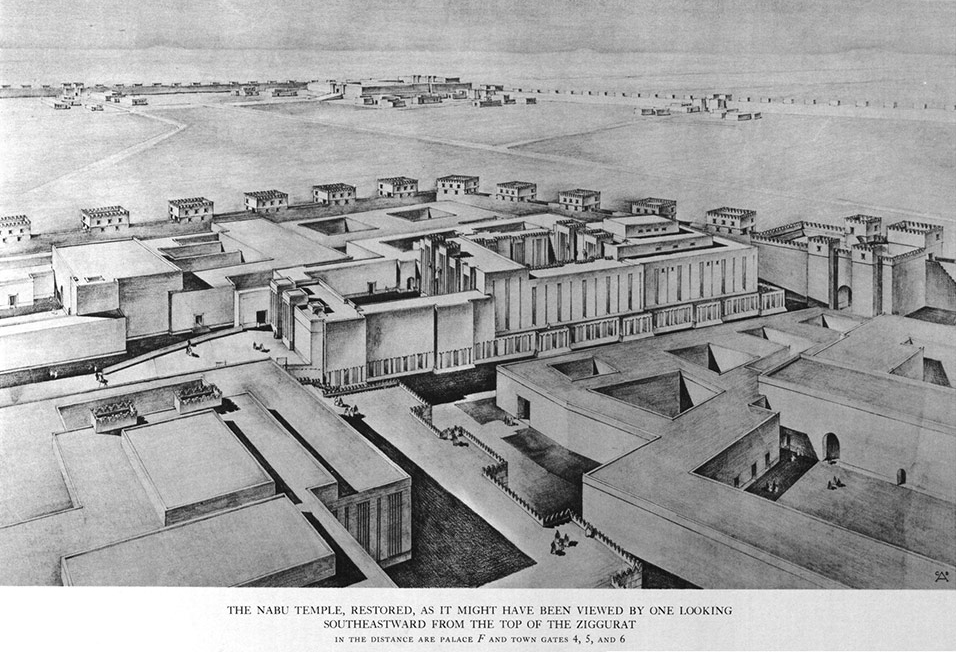 THE NABU TEMPLE, RESTORED, AS IT MIGHT HAVE BEEN VIEWED BY ONE LOOKING
SOUTHEASTWARD FROM THE TOP OF THE ZIGGURAT
IN THE DISTANCE ARE PALACE F AND TOWN GATES 4, 5, AND 6